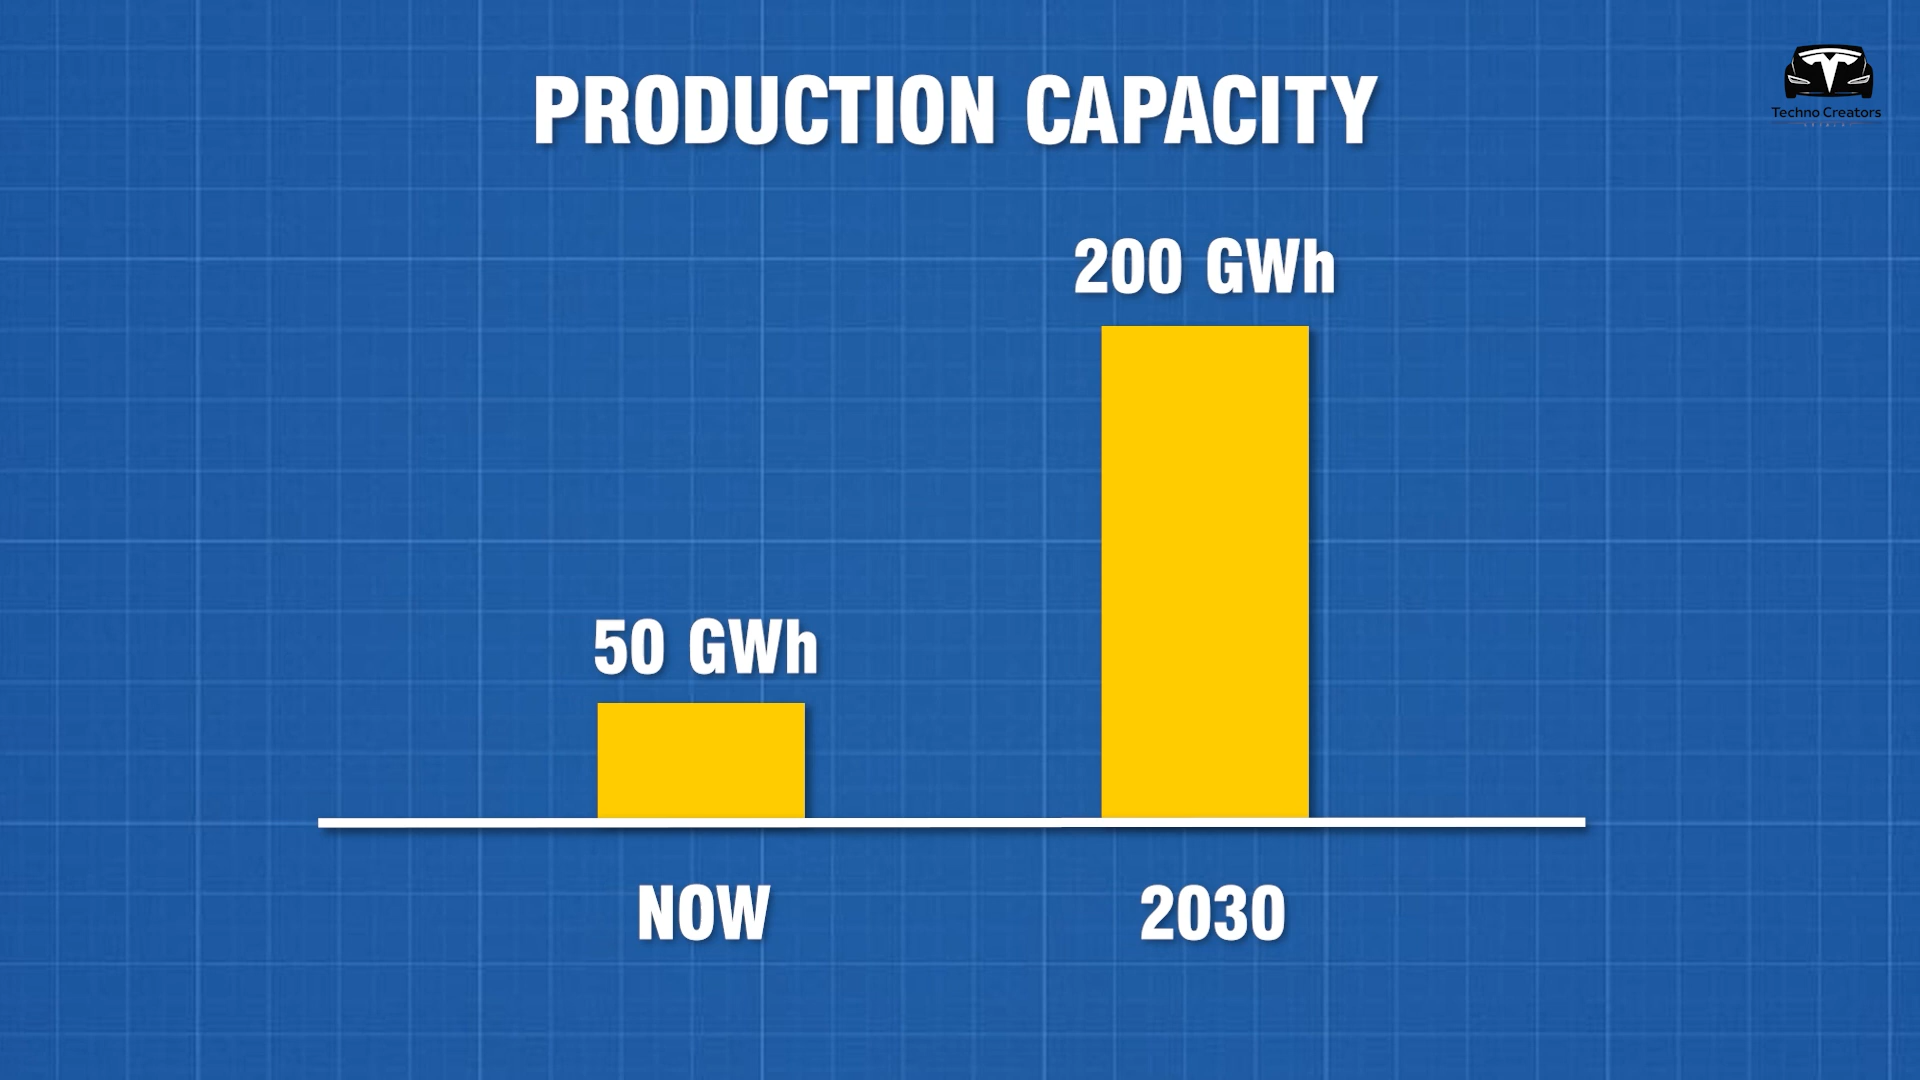 PRODUCTION CAPACITY
Techno Creators
200 GWh
50 GWh
NOW
2030